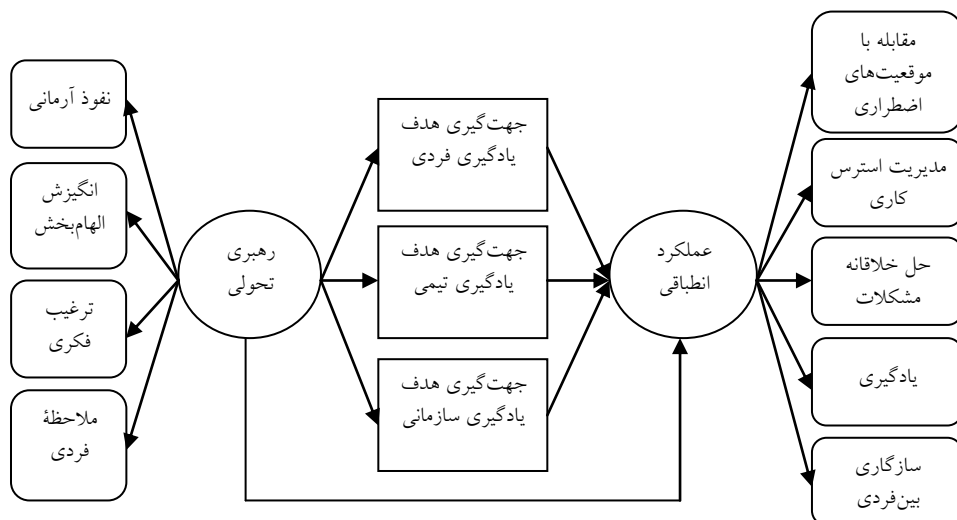 نفوذ آرمانی
انگیزش
الهام‌بخش
ترغیب
فکری
ملاحظهٔ
فردی
رهبری
تحولی
جهت‌گیری هدف
یادگیری فردی
جهت‌گیری هدف
یادگیری تیمی
جهت‌گیری هدف
یادگیری سازمانی
عملکرد
انطباقی
مقابله با
موقعیت‌های
اضطراری
مدیریت استرس
کاری
حل خلاقانه
مشکلات
یادگیری
سازگاری
بین‌فردی